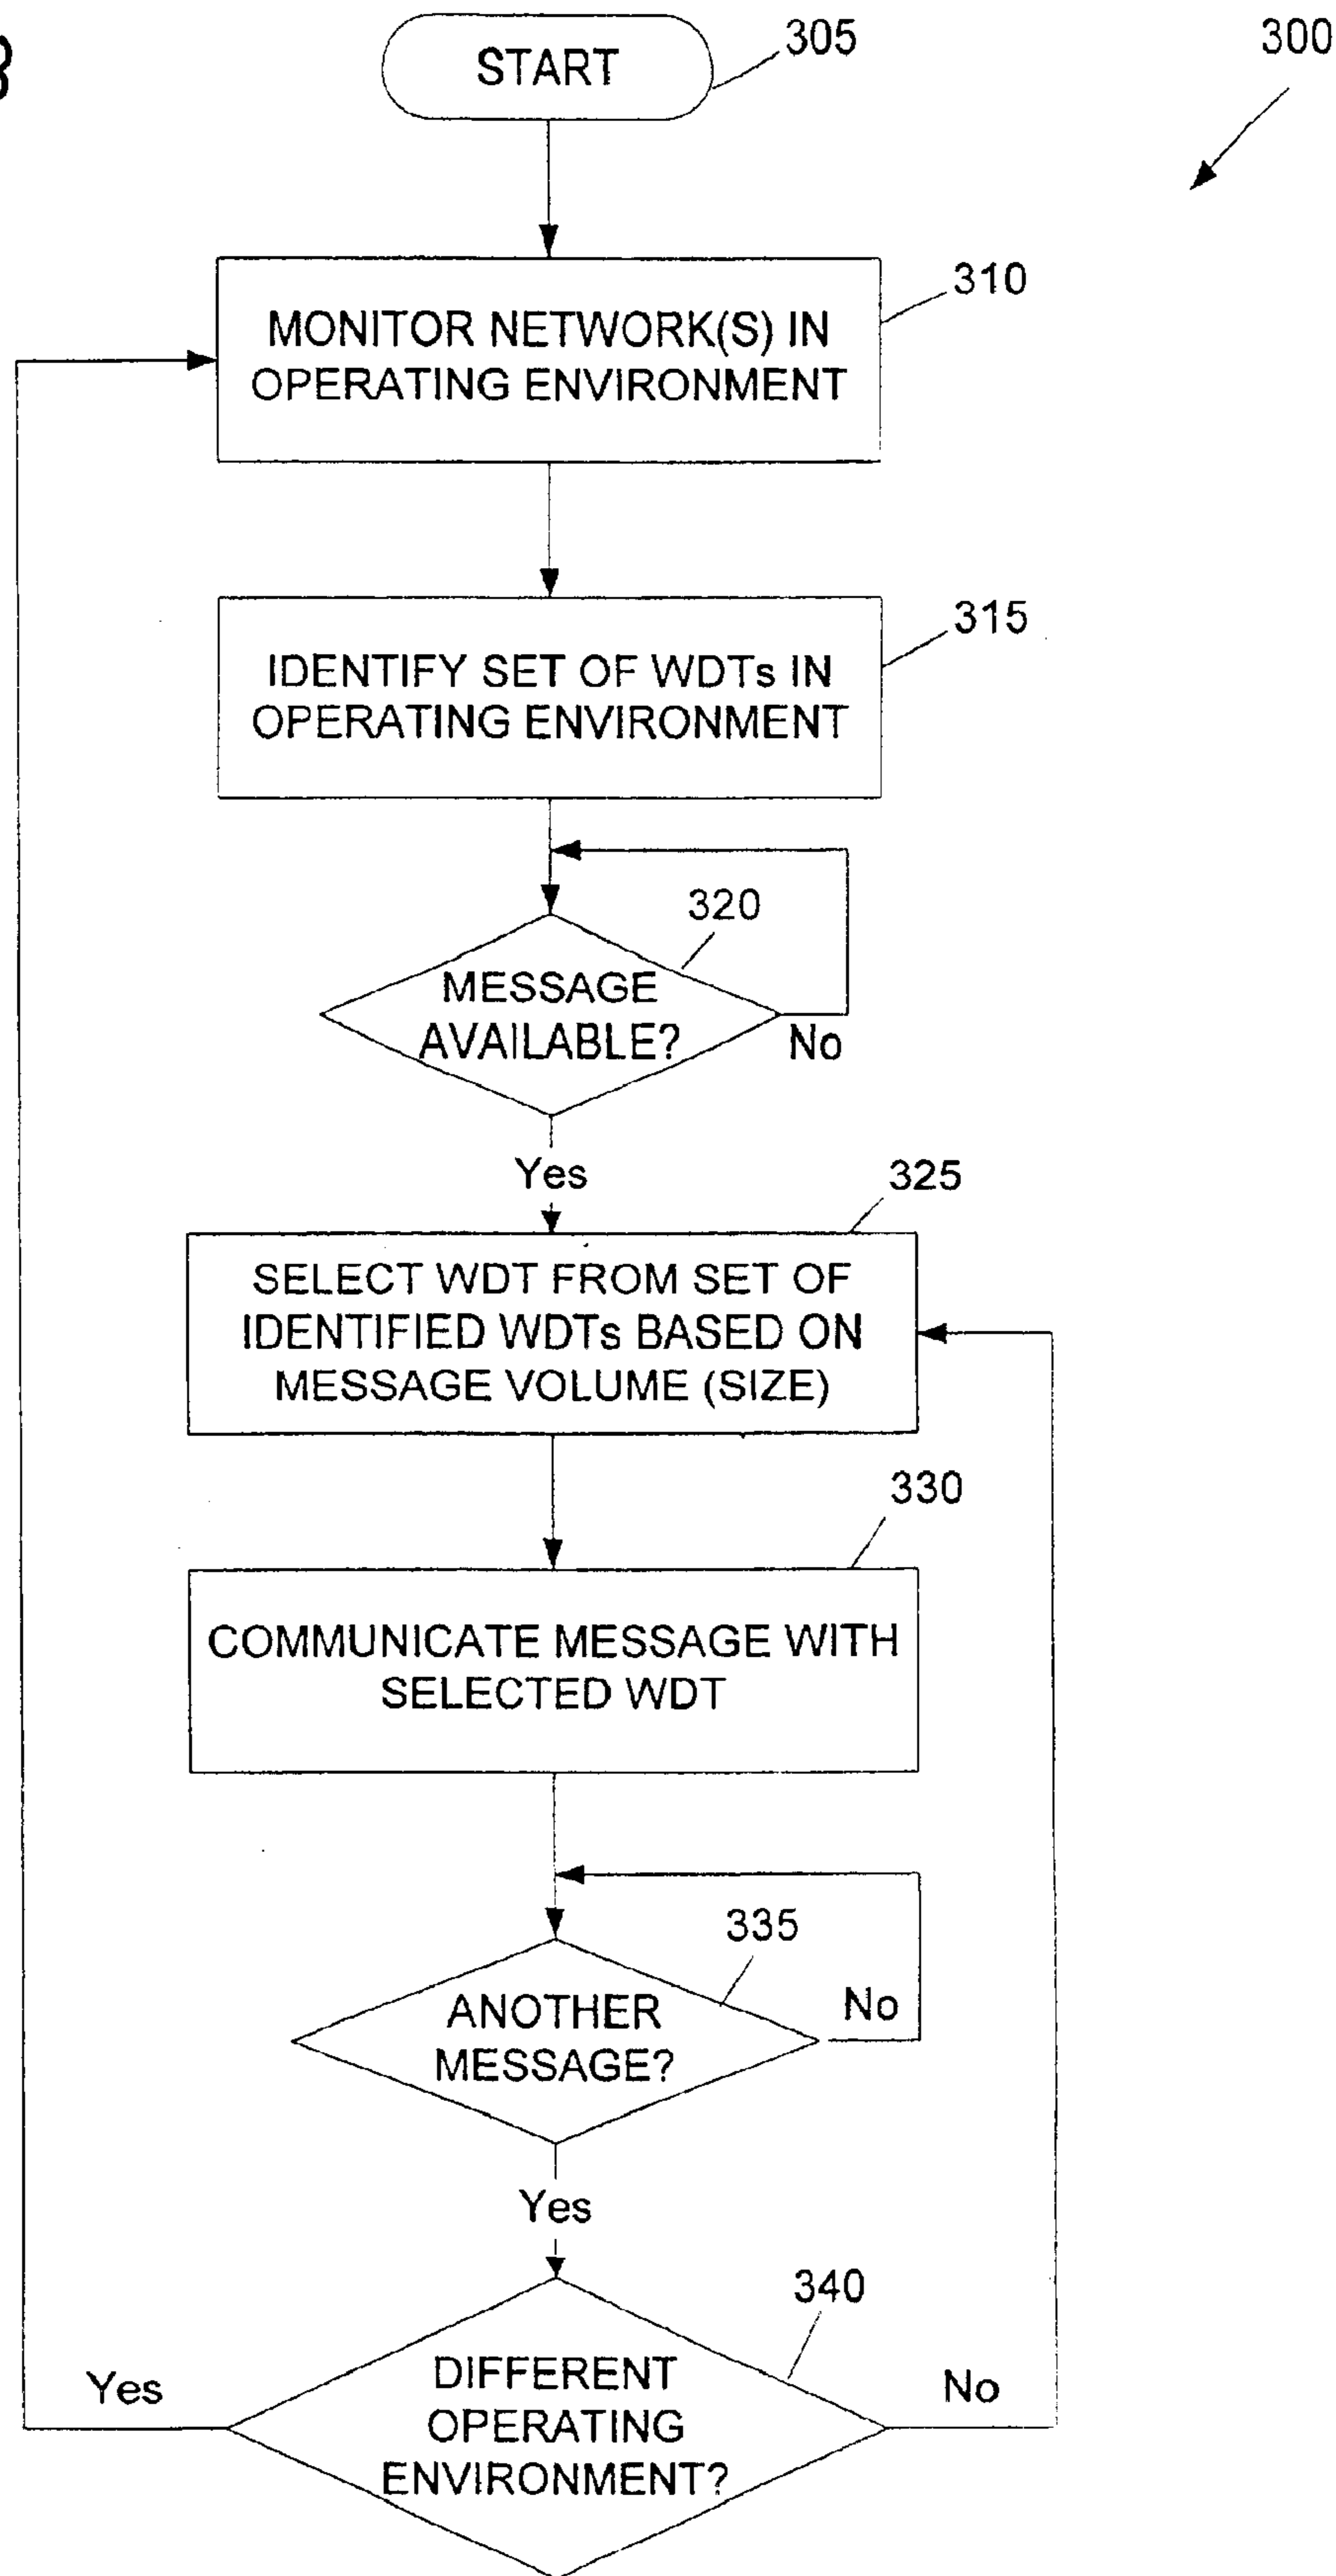 START
305
300
MONITOR NETWORK(S) IN
OPERATING ENVIRONMENT
310
IDENTIFY SET OF WDTs IN
OPERATING ENVIRONMENT
315
320
MESSAGE
AVAILABLE?
No
Yes
325
SELECT WDT FROM SET OF
IDENTIFIED WDTs BASED ON
MESSAGE VOLUME (SIZE)
330
COMMUNICATE MESSAGE WITH
SELECTED WDT
335
ANOTHER
MESSAGE?
No
Yes
340
DIFFERENT
OPERATING
ENVIRONMENT?
Yes
No